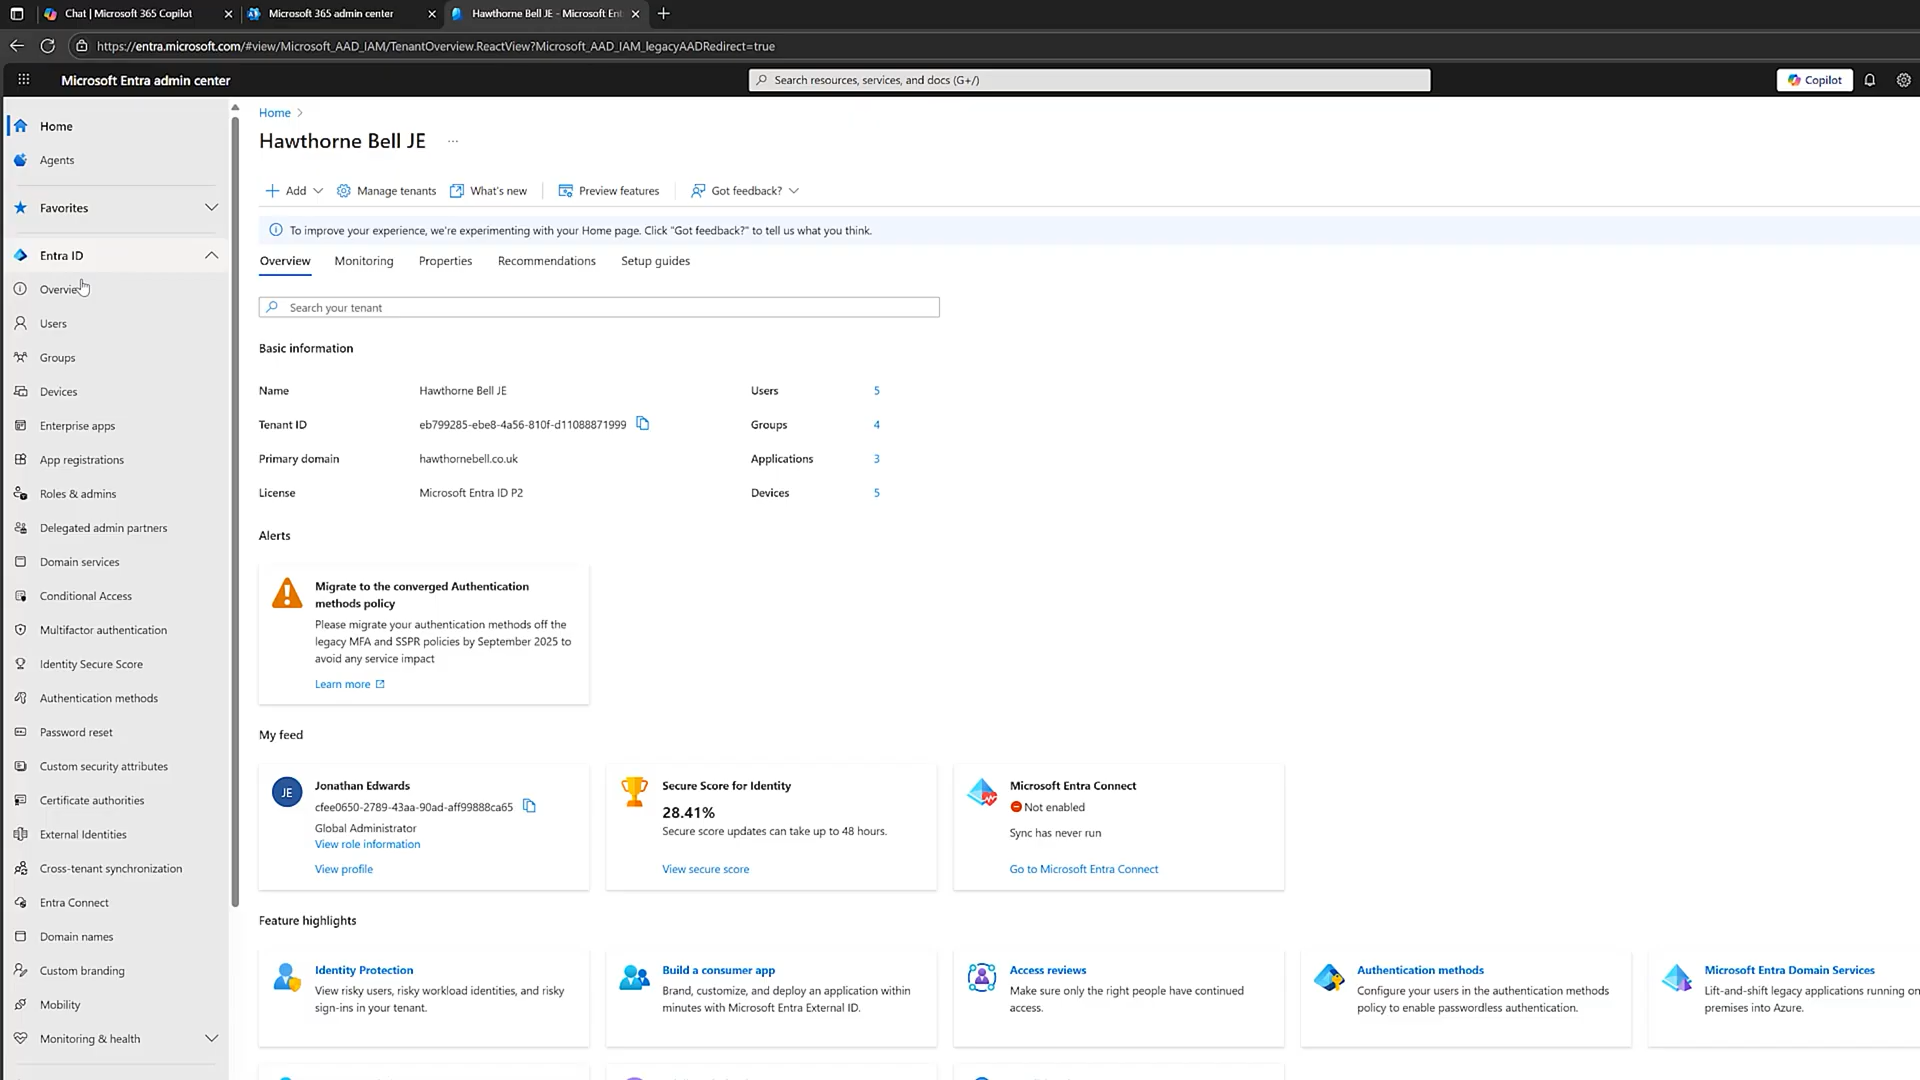 Chat | Microsoft 365 Copilot
Microsoft 365 admin center
Hawthorne Bell JE - Microsoft Ent
https://entra.microsoft.com/#view/Microsoft_AAD_IAM/TenantOverview.ReactView?Microsoft_AAD_IAM_legacyAADRedirect=true
Microsoft Entra admin center
Search resources, services, and docs (G+/)
Copilot
Home
Agents
Favorites
Entra ID
Overview
Users
Groups
Devices
Enterprise apps
App registrations
Roles & admins
Delegated admin partners
Domain services
Conditional Access
Multifactor authentication
Identity Secure Score
Authentication methods
Password reset
Custom security attributes
Certificate authorities
External Identities
Cross-tenant synchronization
Entra Connect
Domain names
Custom branding
Mobility
Monitoring & health
Home
Hawthorne Bell JE
Add
Manage tenants
What's new
Preview features
Got feedback?
To improve your experience, we're experimenting with your Home page. Click "Got feedback?" to tell us what you think.
Overview
Monitoring
Properties
Recommendations
Setup guides
Search your tenant
Basic information
Name Hawthorne Bell JE Users 5
Tenant ID eb799285-ebe8-4a56-810f-d11088871999 Groups 4
Primary domain hawthornebell.co.uk Applications 3
License Microsoft Entra ID P2 Devices 5
Alerts
Migrate to the converged Authentication
methods policy
Please migrate your authentication methods off the
legacy MFA and SSPR policies by September 2025 to
avoid any service impact
Learn more
My feed
JE
Jonathan Edwards
cfee0650-2789-43aa-90ad-aff99888ca65
Global Administrator
View role information
View profile
Secure Score for Identity
28.41%
Secure score updates can take up to 48 hours.
View secure score
Microsoft Entra Connect
Not enabled
Sync has never run
Go to Microsoft Entra Connect
Feature highlights
Identity Protection
View risky users, risky workload identities, and risky
sign-ins in your tenant.
Build a consumer app
Brand, customize, and deploy an application within
minutes with Microsoft Entra External ID.
Access reviews
Make sure only the right people have continued
access.
Authentication methods
Configure your users in the authentication methods
policy to enable passwordless authentication.
Microsoft Entra Domain Services
Lift-and-shift legacy applications running on
premises into Azure.